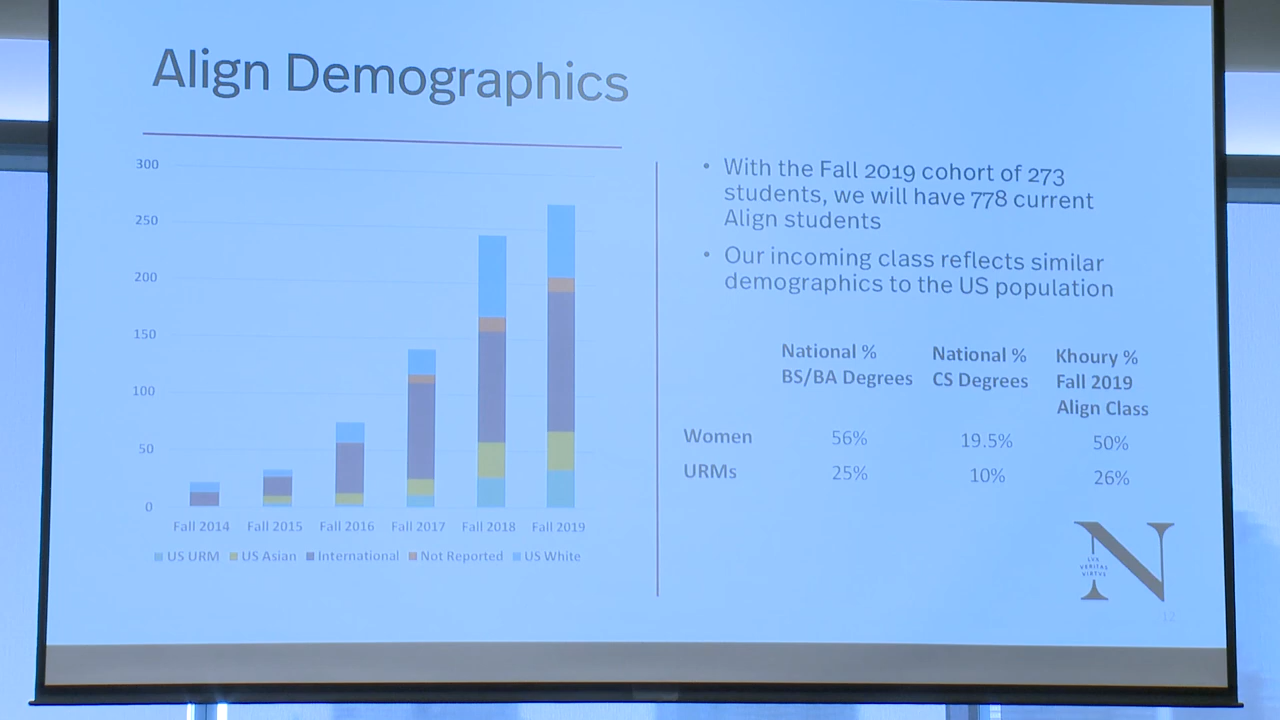 Align Demographics
300
250
200
150
100
50
0
Fall 2014 Fall 2015 Fall 2016 Fall 2017 Fall 2018 Fall 2019
US URM US Asian International Not Reported US White
• With the Fall 2019 cohort of 273
students, we will have 778 current
Align students
• Our incoming class reflects similar
demographics to the US population
National % National % Khoury %
BS/BA Degrees CS Degrees Fall 2019
Align Class
Women 56% 19.5% 50%
URMs 25% 10% 26%
N
LVX
VERITAS
VIRTVS
12